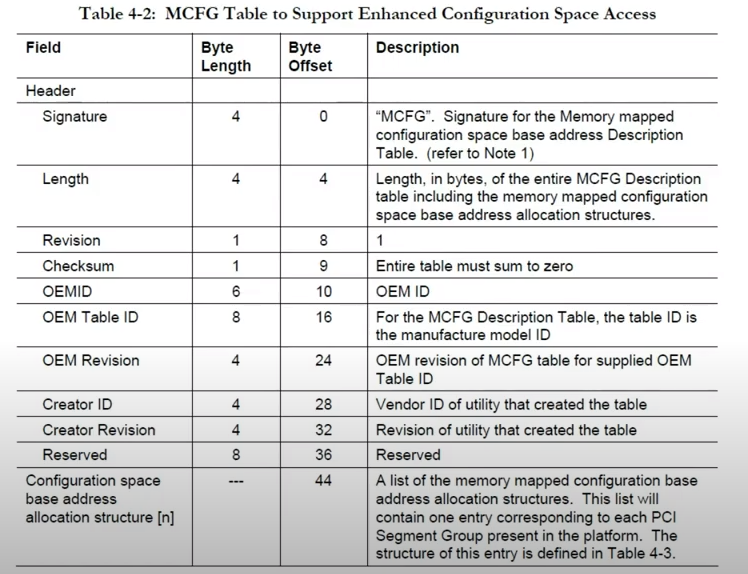 Table 4-2: MCFG Table to Support Enhanced Configuration Space Access
Field Byte Length Byte Offset Description
Header
Signature 4 0 “MCFG”. Signature for the Memory mapped
configuration space base address Description
Table. (refer to Note 1)
Length 4 4 Length, in bytes, of the entire MCFG Description
table including the memory mapped configuration
space base address allocation structures.
Revision 1 8 1
Checksum 1 9 Entire table must sum to zero
OEMID 6 10 OEM ID
OEM Table ID 8 16 For the MCFG Description Table, the table ID is
the manufacture model ID
OEM Revision 4 24 OEM revision of MCFG table for supplied OEM
Table ID
Creator ID 4 28 Vendor ID of utility that created the table
Creator Revision 4 32 Revision of utility that created the table
Reserved 8 36 Reserved
Configuration space
base address
allocation structure [n]
--- 44 A list of the memory mapped configuration base
address allocation structures. This list will
contain one entry corresponding to each PCI
Segment Group present in the platform. The
structure of this entry is defined in Table 4-3.